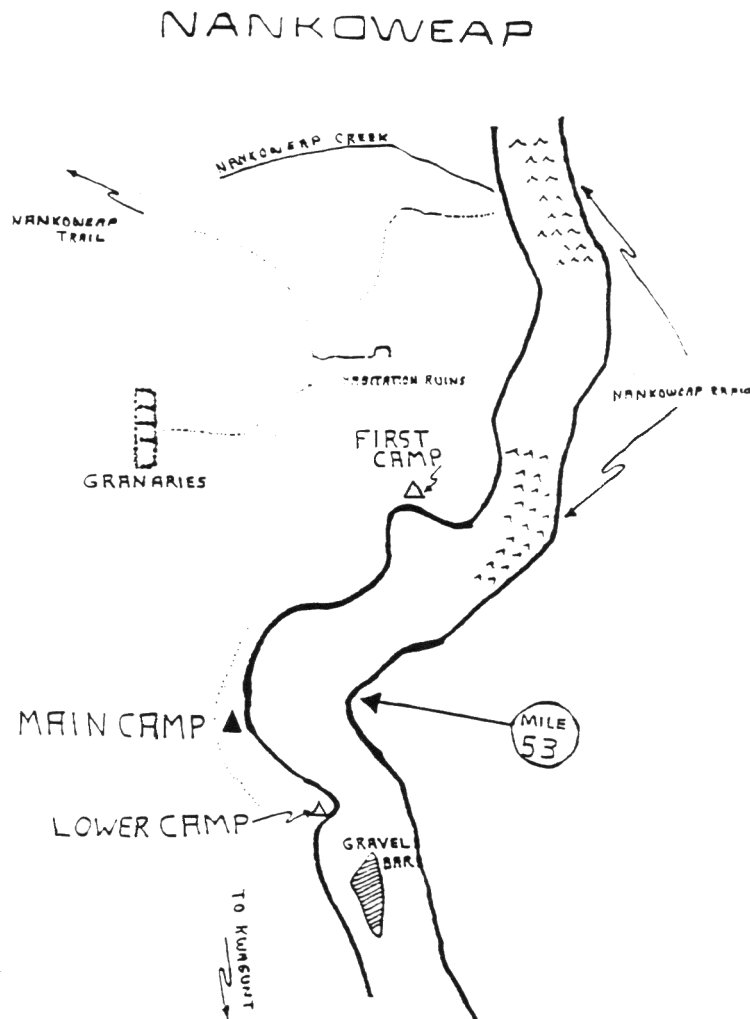 NANKOWEAP
NANKOWEAP CREEK
NANKOWEAP
TRAIL
HABITATION RUINS
NANKOWEAP
GRANARIES
FIRST
CAMP
MAIN CAMP
MILE
53
LOWER CAMP
GRAVEL
BAR
TO KWAGUNT